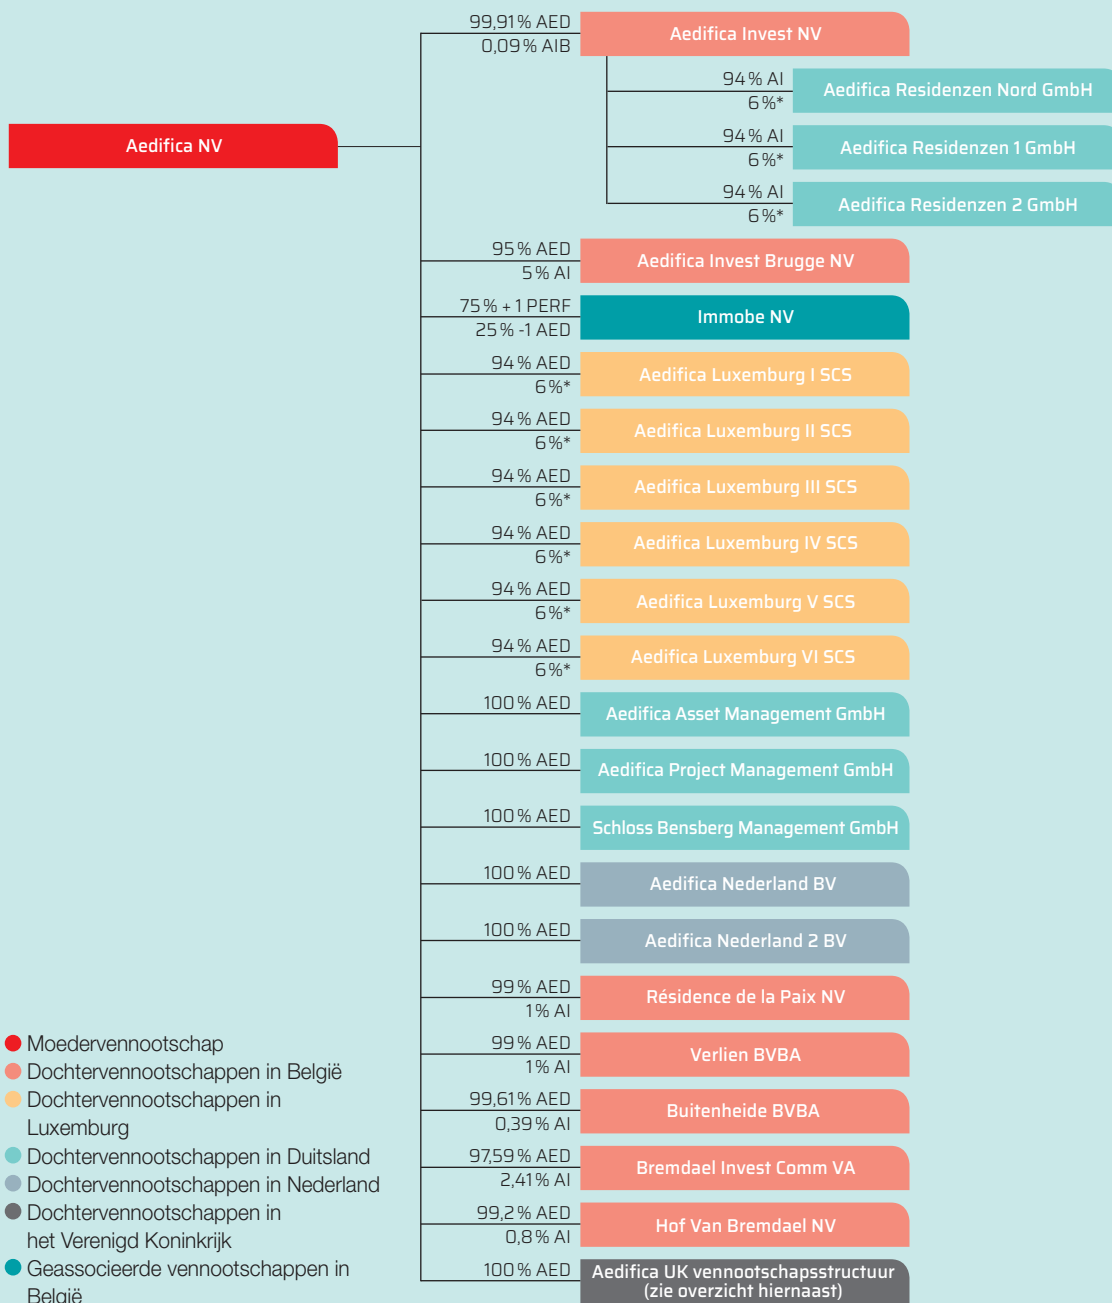 99,91 % AED
0,09 % AIB
Aedifica Invest NV
94 % AI
6 %*
Aedifica Residenzen Nord GmbH
Aedifica NV
94 % AI
6 %*
Aedifica Residenzen 1 GmbH
94 % AI
6 %*
Aedifica Residenzen 2 GmbH
95 % AED
5 % AI
Aedifica Invest Brugge NV
75 % + 1 PERF
25 % -1 AED
Immobe NV
94 % AED
6 %*
Aedifica Luxemburg I SCS
94 % AED
6 %*
Aedifica Luxemburg II SCS
94 % AED
6 %*
Aedifica Luxemburg III SCS
94 % AED
6 %*
Aedifica Luxemburg IV SCS
94 % AED
6 %*
Aedifica Luxemburg V SCS
94 % AED
6 %*
Aedifica Luxemburg VI SCS
100 % AED
Aedifica Asset Management GmbH
100 % AED
Aedifica Project Management GmbH
100 % AED
Schloss Bensberg Management GmbH
100 % AED
Aedifica Nederland BV
100 % AED
Aedifica Nederland 2 BV
99 % AED
1 % AI
Résidence de la Paix NV
99 % AED
1 % AI
Verlien BVBA
99,61 % AED
0,39 % AI
Buitenheide BVBA
97,59 % AED
2,41 % AI
Bremdael Invest Comm VA
99,2 % AED
0,8 % AI
Hof Van Bremdael NV
100 % AED
Aedifica UK vennootschapsstructuur
(zie overzicht hiernaast)
Moedervennootschap
Dochtervennootschappen in België
Dochtervennootschappen in
Luxemburg
Dochtervennootschappen in Duitsland
Dochtervennootschappen in Nederland
Dochtervennootschappen in
het Verenigd Koninkrijk
Geassocieerde vennootschappen in
België